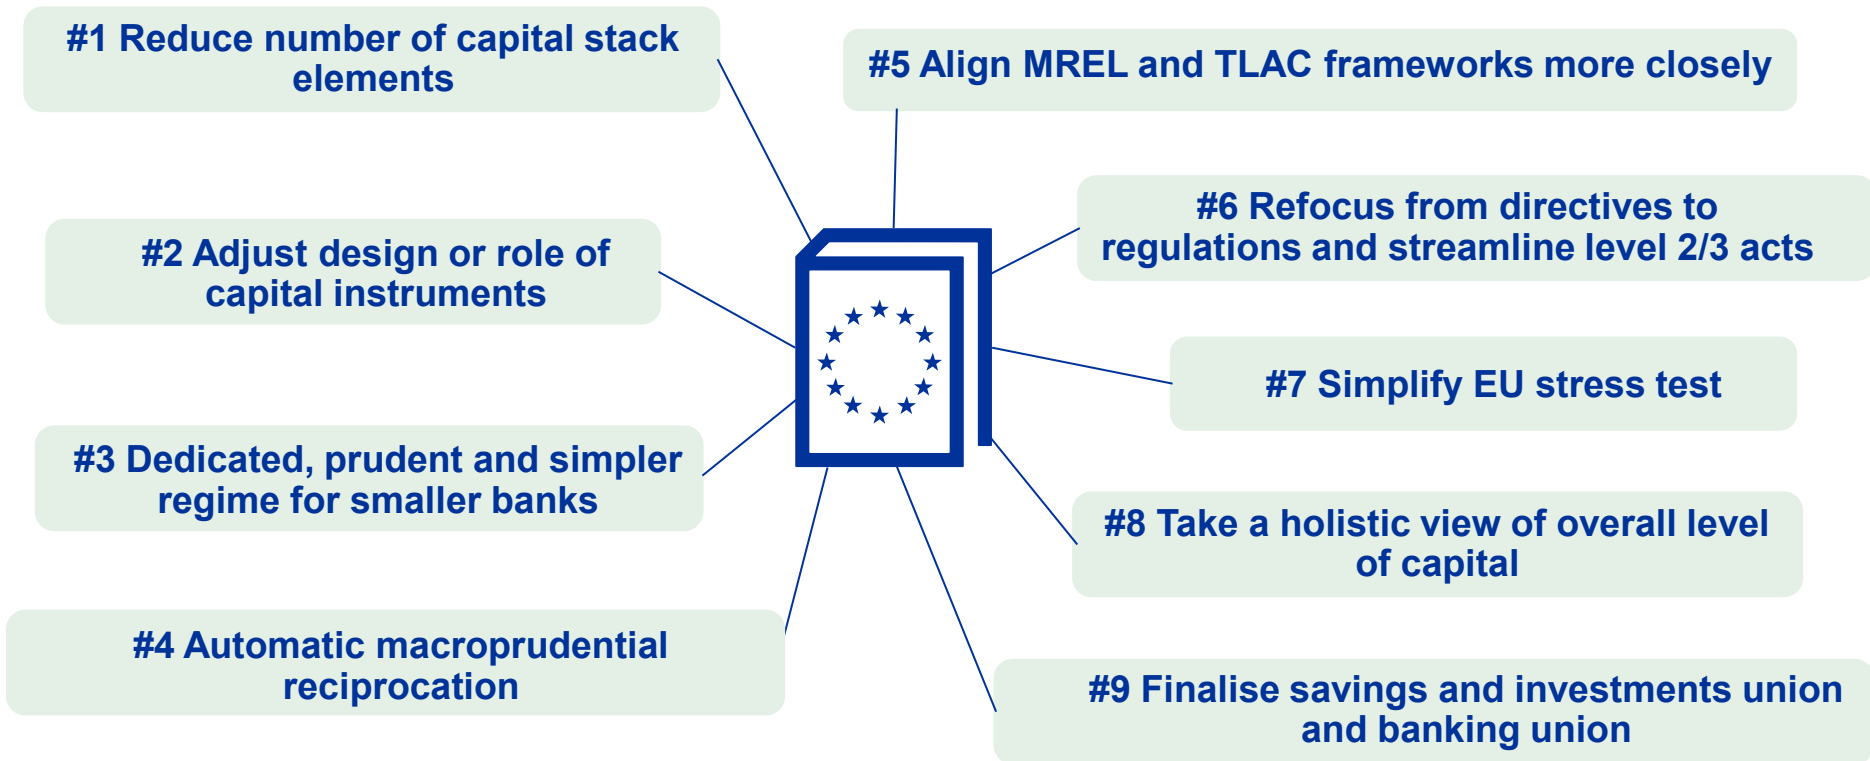 #1 Reduce number of capital stack
elements
#2 Adjust design or role of
capital instruments
#3 Dedicated, prudent and simpler
regime for smaller banks
#4 Automatic macroprudential
reciprocation
#5 Align MREL and TLAC frameworks more closely
#6 Refocus from directives to
regulations and streamline level 2/3 acts
#7 Simplify EU stress test
#8 Take a holistic view of overall level
of capital
#9 Finalise savings and investments union
and banking union